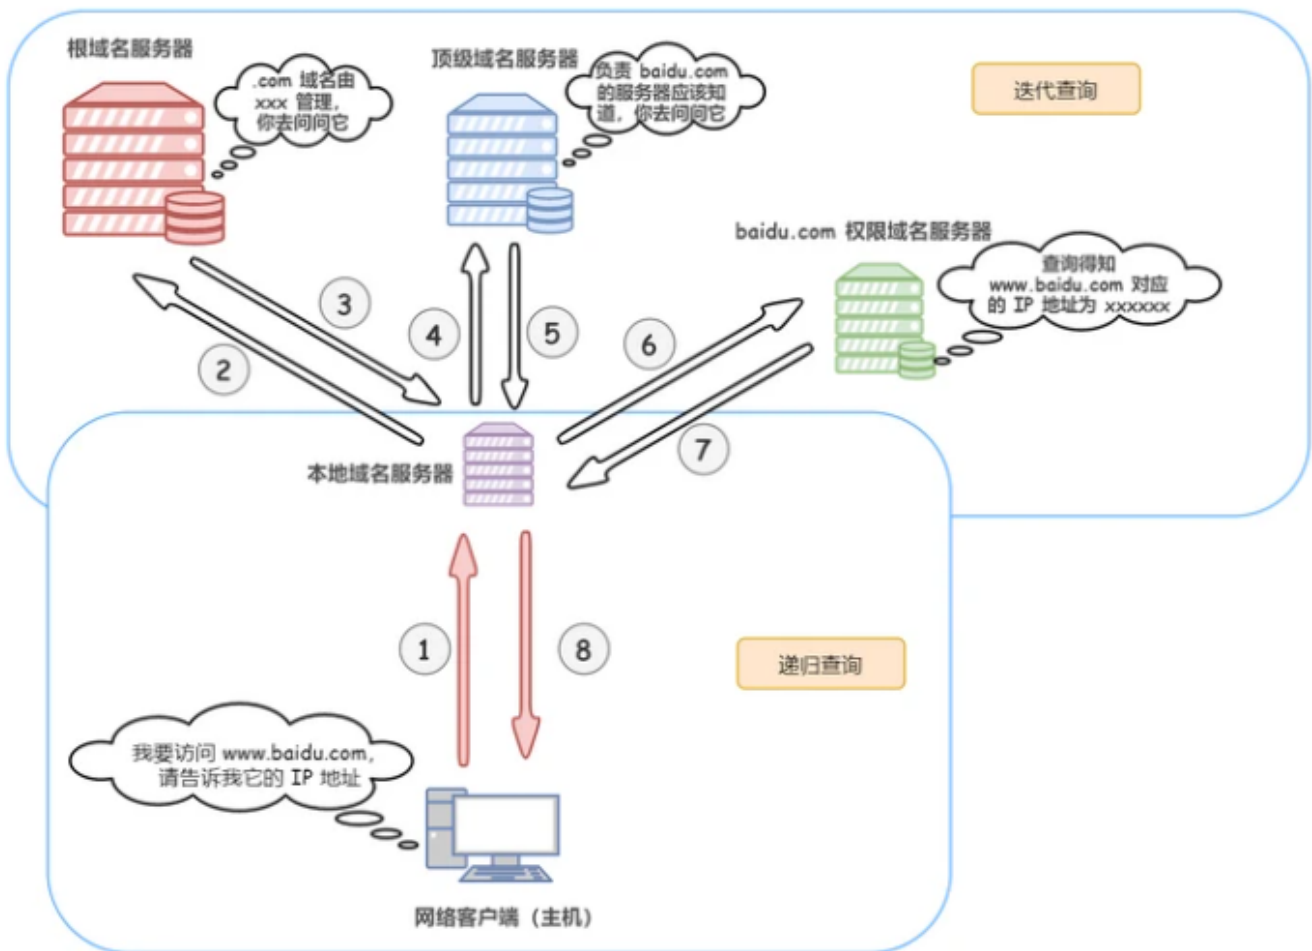 根域名服务器
.com 域名由
xxx 管理，
你去问问它
顶级域名服务器
负责 baidu.com
的服务器应该知
道，你去问问它
迭代查询
baidu.com 权限域名服务器
查询得知
www.baidu.com 对应
的 IP 地址为 xxxxxx
3
4
5
6
2
7
本地域名服务器
1
8
递归查询
我要访问 www.baidu.com，
请告诉我它的 IP 地址
网络客户端（主机）